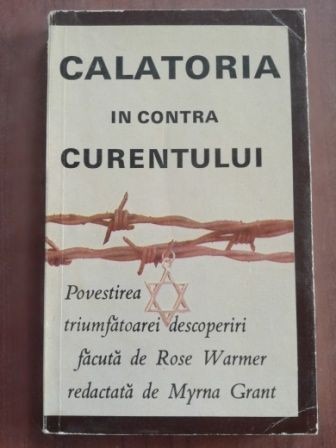 CALATORIA
IN CONTRA
CURENTULUI
Povestirea
triumfătoarei descoperiri
făcută de Rose Warmer
redactată de Myrna Grant